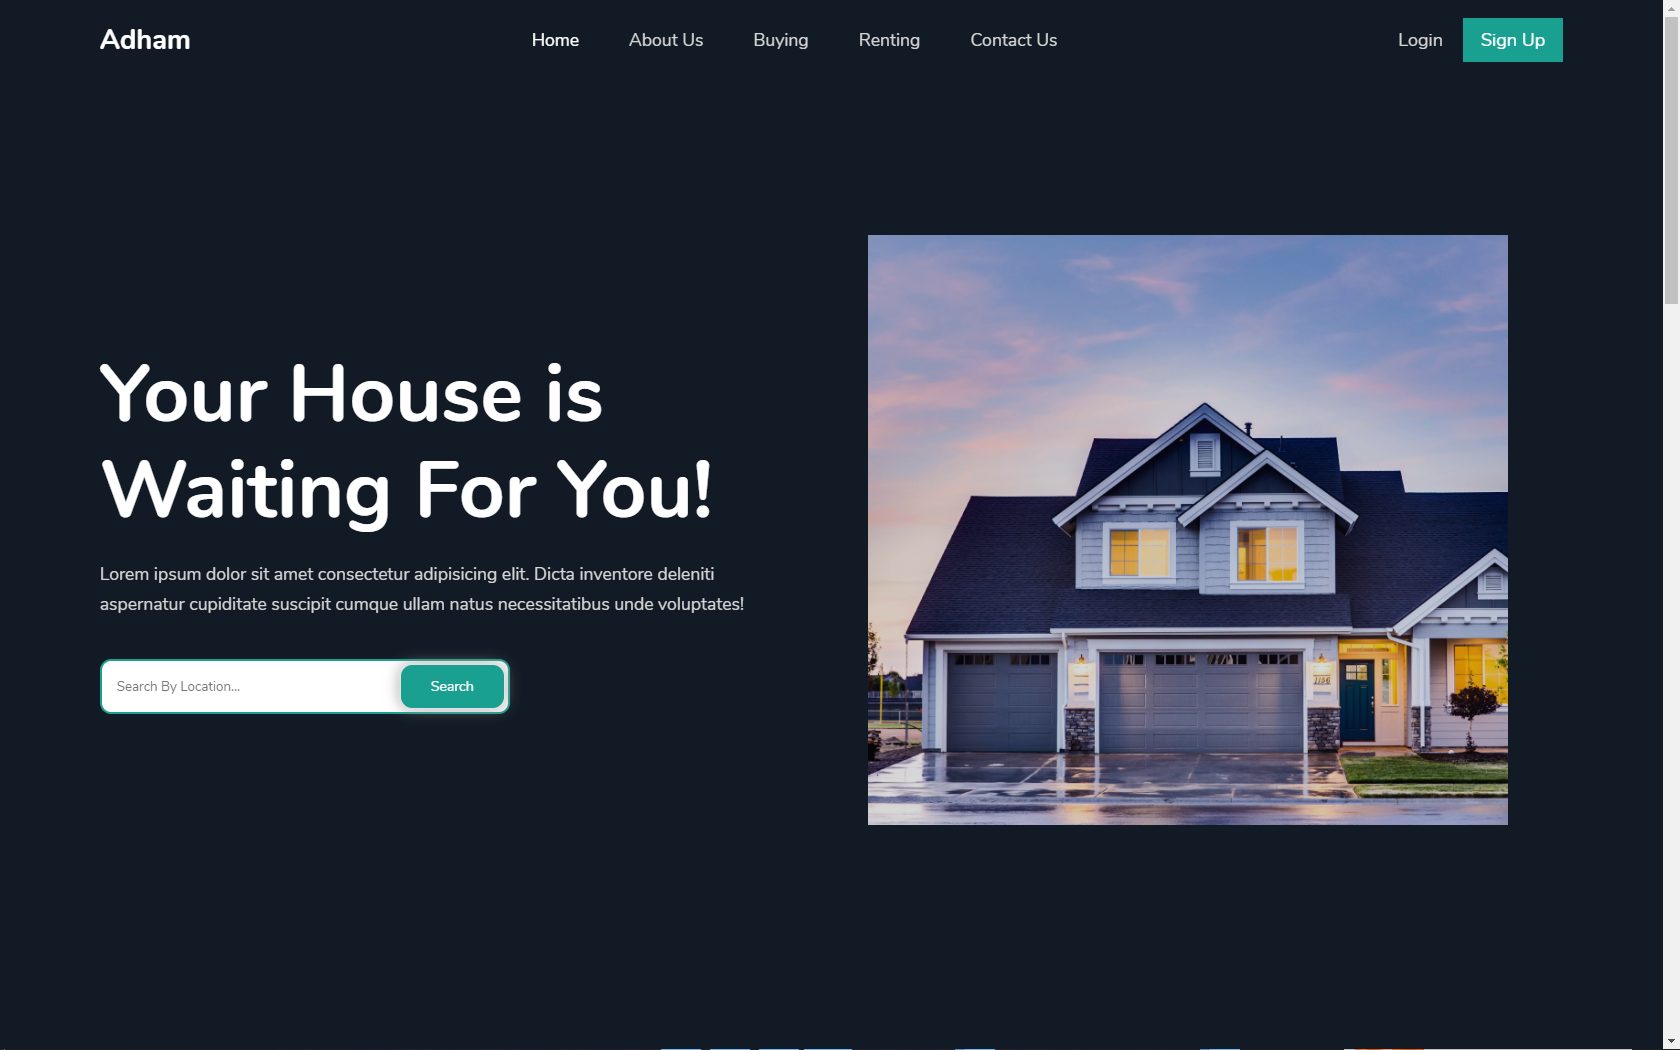 Adham
Home
About Us
Buying
Renting
Contact Us
Login
Sign Up
Your House is
Waiting For You!
Lorem ipsum dolor sit amet consectetur adipisicing elit. Dicta inventore deleniti
aspernatur cupiditate suscipit cumque ullam natus necessitatibus unde voluptates!
Search By Location...
Search